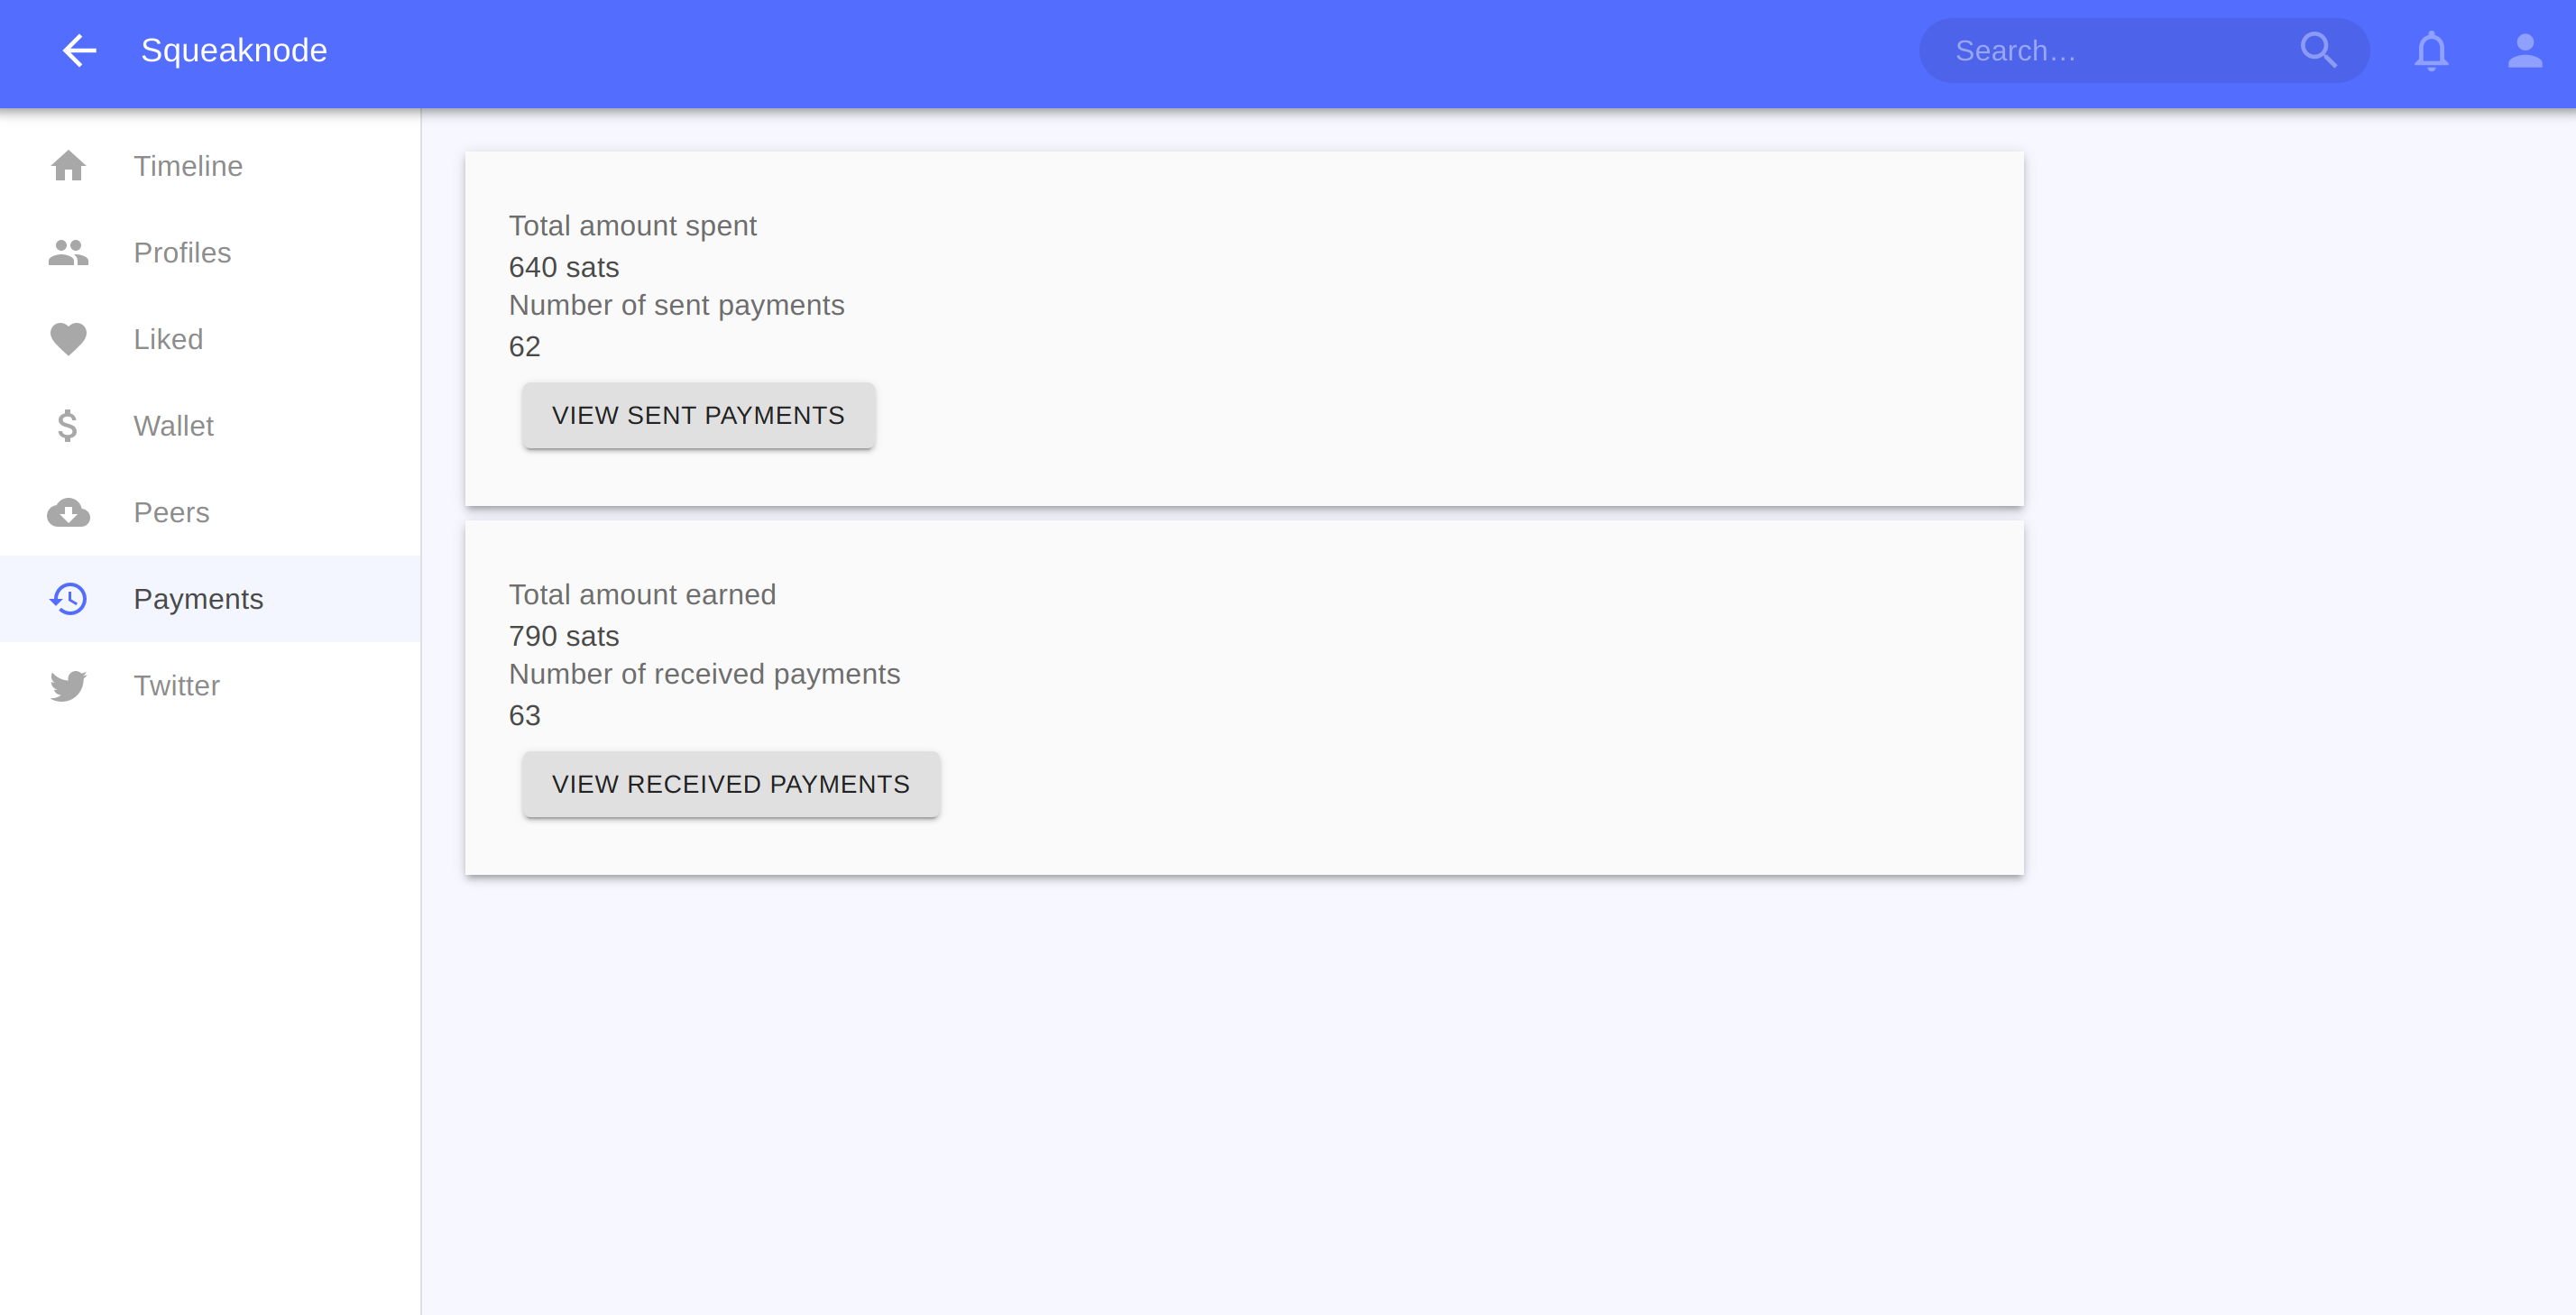 Squeaknode
Search…
Timeline
Profiles
Liked
Wallet
Peers
Payments
Twitter
Total amount spent
640 sats
Number of sent payments
62
VIEW SENT PAYMENTS
Total amount earned
790 sats
Number of received payments
63
VIEW RECEIVED PAYMENTS